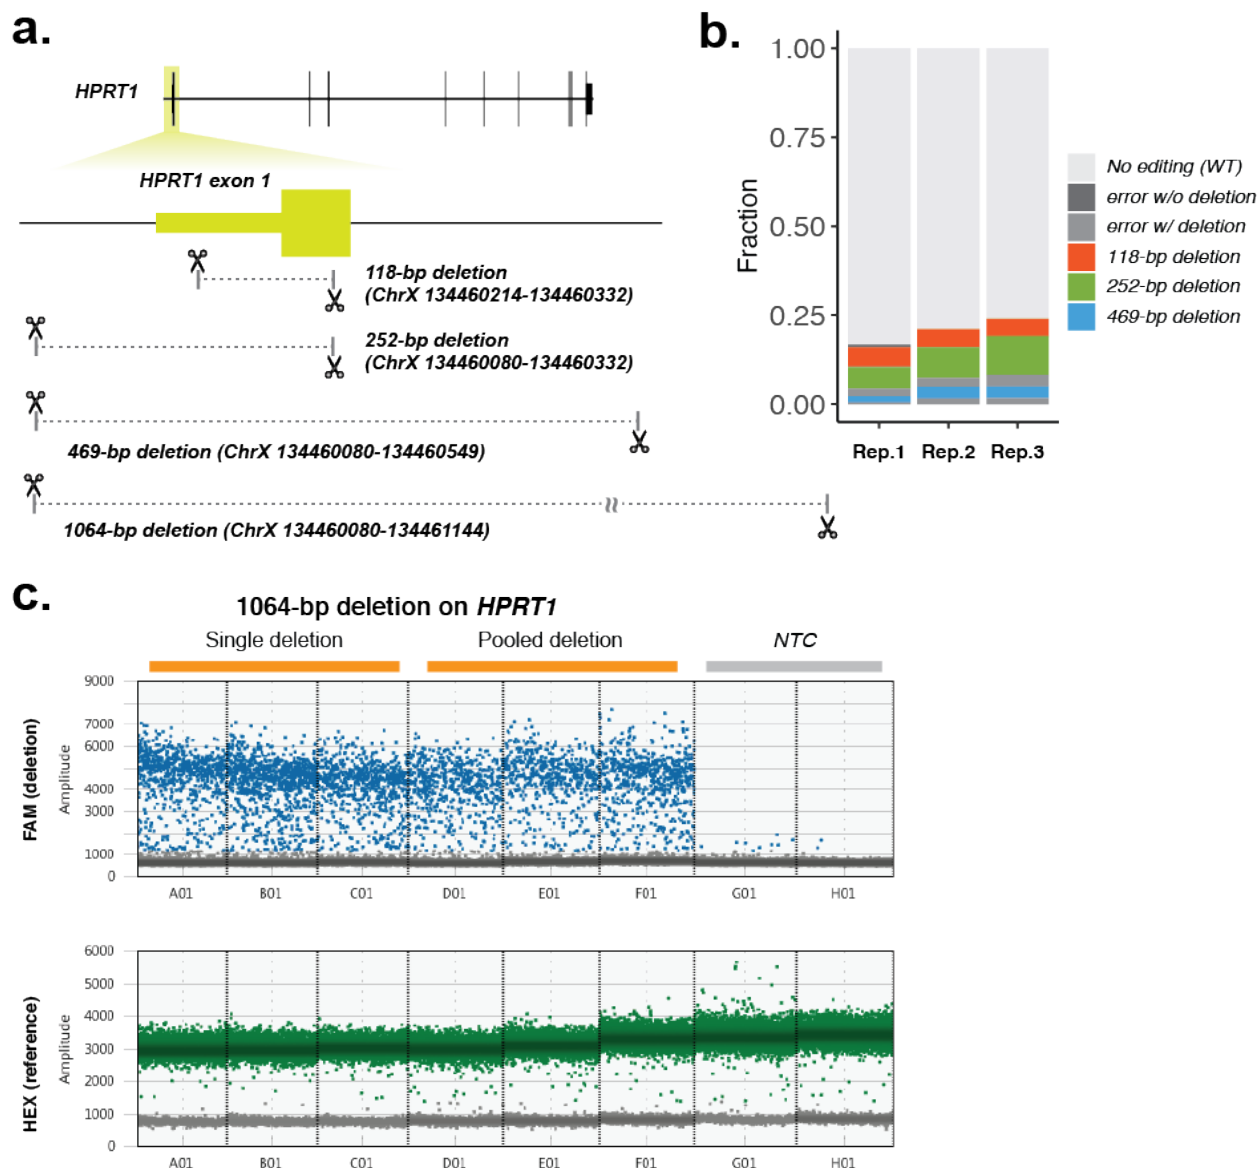 a.
HPRT1
HPRT1 exon 1
118-bp deletion
(ChrX 134460214-134460332)
252-bp deletion
(ChrX 134460080-134460332)
469-bp deletion (ChrX 134460080-134460549)
1064-bp deletion (ChrX 134460080-134461144)
b.
Fraction
1.00
0.75
0.50
0.25
0.00
Rep.1 Rep.2 Rep.3
No editing (WT)
error w/o deletion
error w/ deletion
118-bp deletion
252-bp deletion
469-bp deletion
c.
1064-bp deletion on HPRT1
Single deletion Pooled deletion NTC
FAM (deletion)
Amplitude
9000
7000
6000
4000
3000
1000
0
A01 B01 C01 D01 E01 F01 G01 H01
HEX (reference)
Amplitude
6000
5000
4000
3000
2000
1000
0
A01 B01 C01 D01 E01 F01 G01 H01